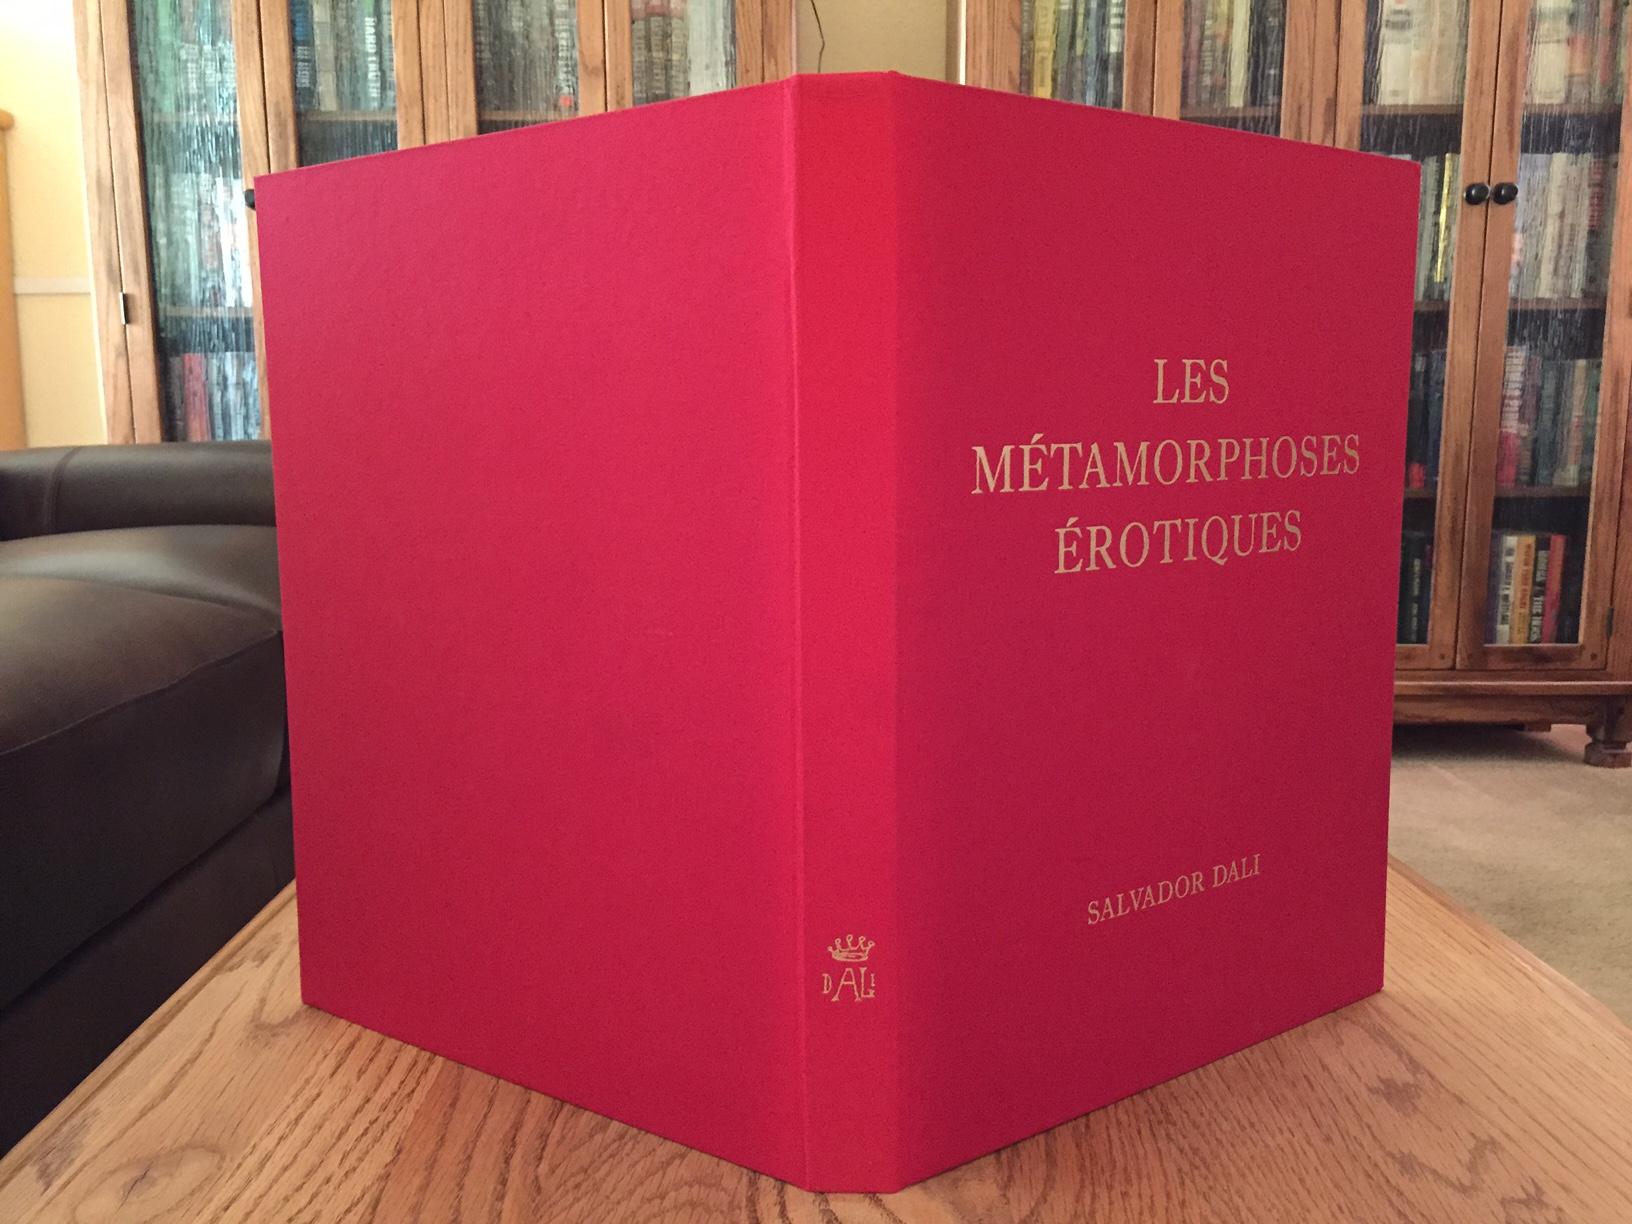 LES
MÉTAMORPHOSES
ÉROTIQUES
SALVADOR DALI
DALI